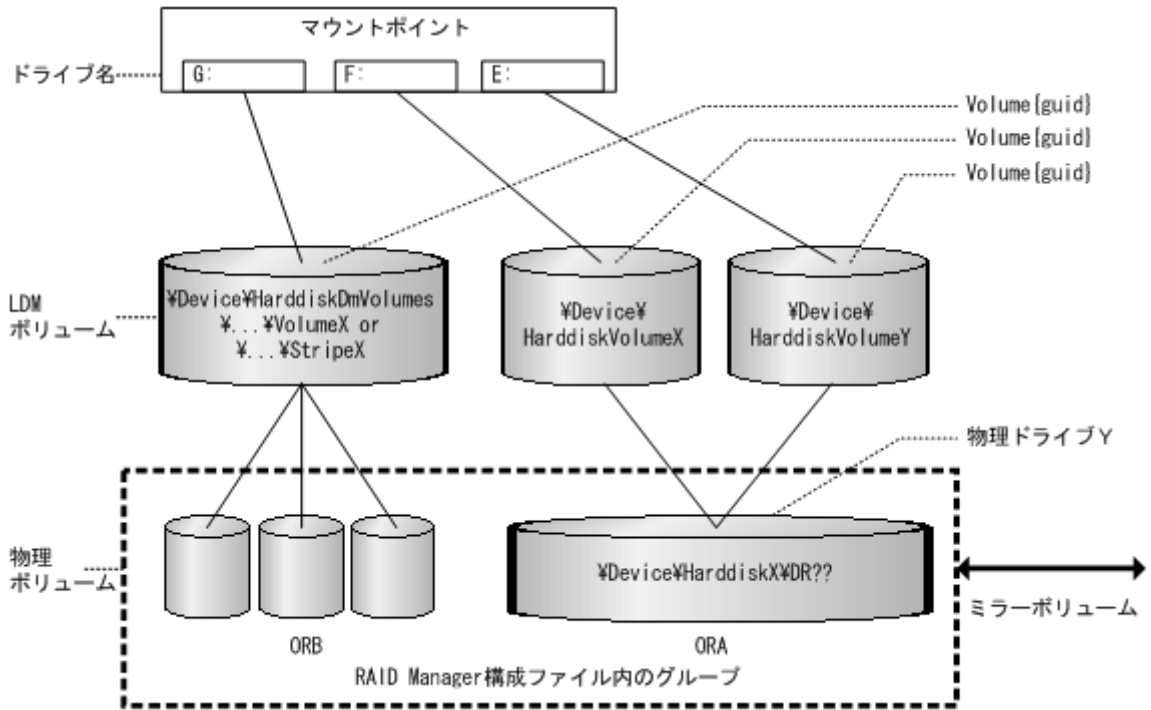 マウントポイント
ドライブ名
G:
F:
E:
Volume{guid}
Volume{guid}
Volume{guid}
LDM
ボリューム
¥Device¥HarddiskDmVolumes
¥...¥VolumeX or
¥...¥StripeX
¥Device¥
HarddiskVolumeX
¥Device¥
HarddiskVolumeY
物理ドライブY
物理
ボリューム
¥Device¥HarddiskX¥DR??
ミラーボリューム
ORB
ORA
RAID Manager構成ファイル内のグループ